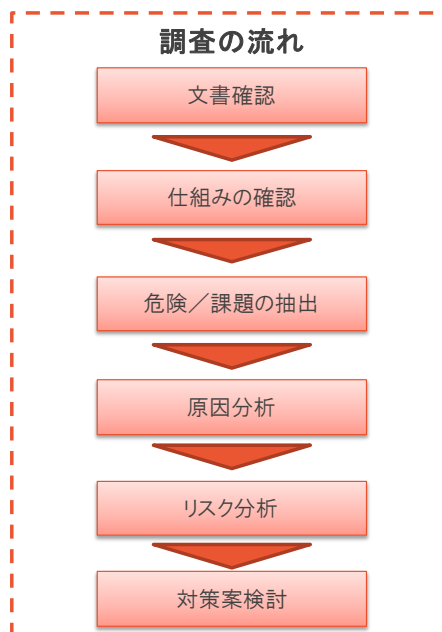 調査の流れ
文書確認
仕組みの確認
危険／課題の抽出
原因分析
リスク分析
対策案検討